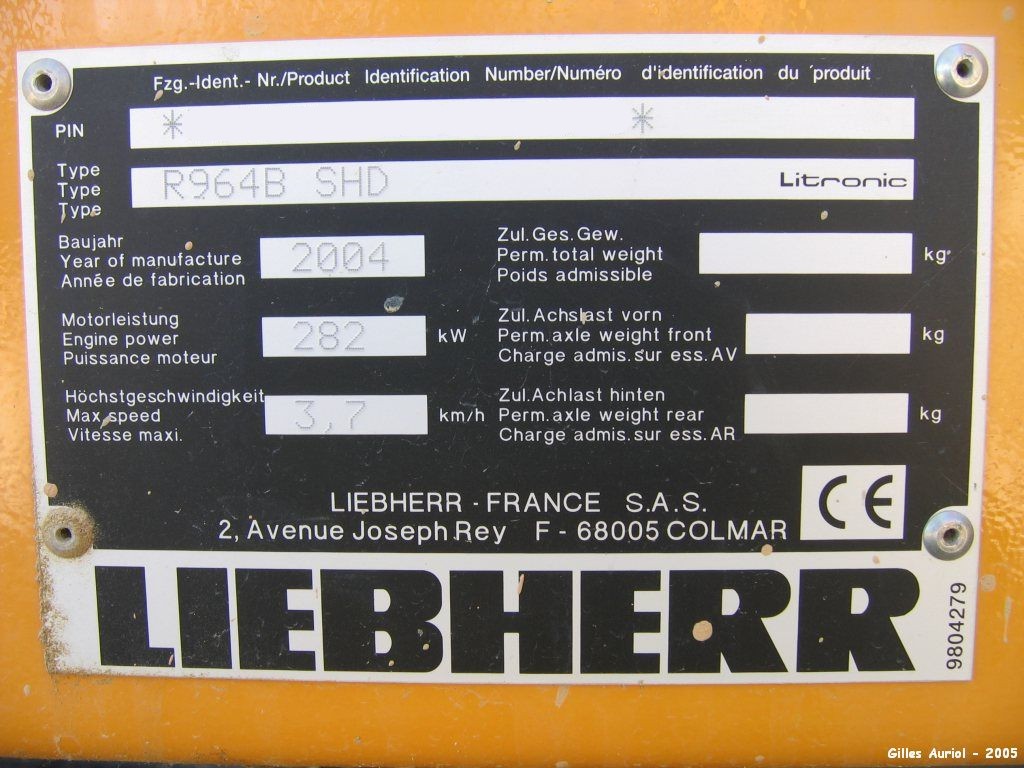 Fzg.-Ident.- Nr./Product Identification Number/Numéro d'identification du produit
PIN * *
Type
Type
Type
R964B SHD Litronic
Baujahr
Year of manufacture
Année de fabrication
2004
Zul.Ges.Gew.
Perm.total weight
Poids admissible
kg
Motorleistung
Engine power
Puissance moteur
282 kW
Zul.Achslast vorn
Perm.axle weight front
Charge admis.sur ess.AV
kg
Höchstgeschwindigkeit
Max.speed
Vitesse maxi.
3,7 km/h
Zul.Achlast hinten
Perm.axle weight rear
Charge admis.sur ess.AR
kg
LIEBHERR - FRANCE S.A.S.
2, Avenue Joseph Rey F - 68005 COLMAR
CE
LIEBHERR
9804279
Gilles Auriol - 2005